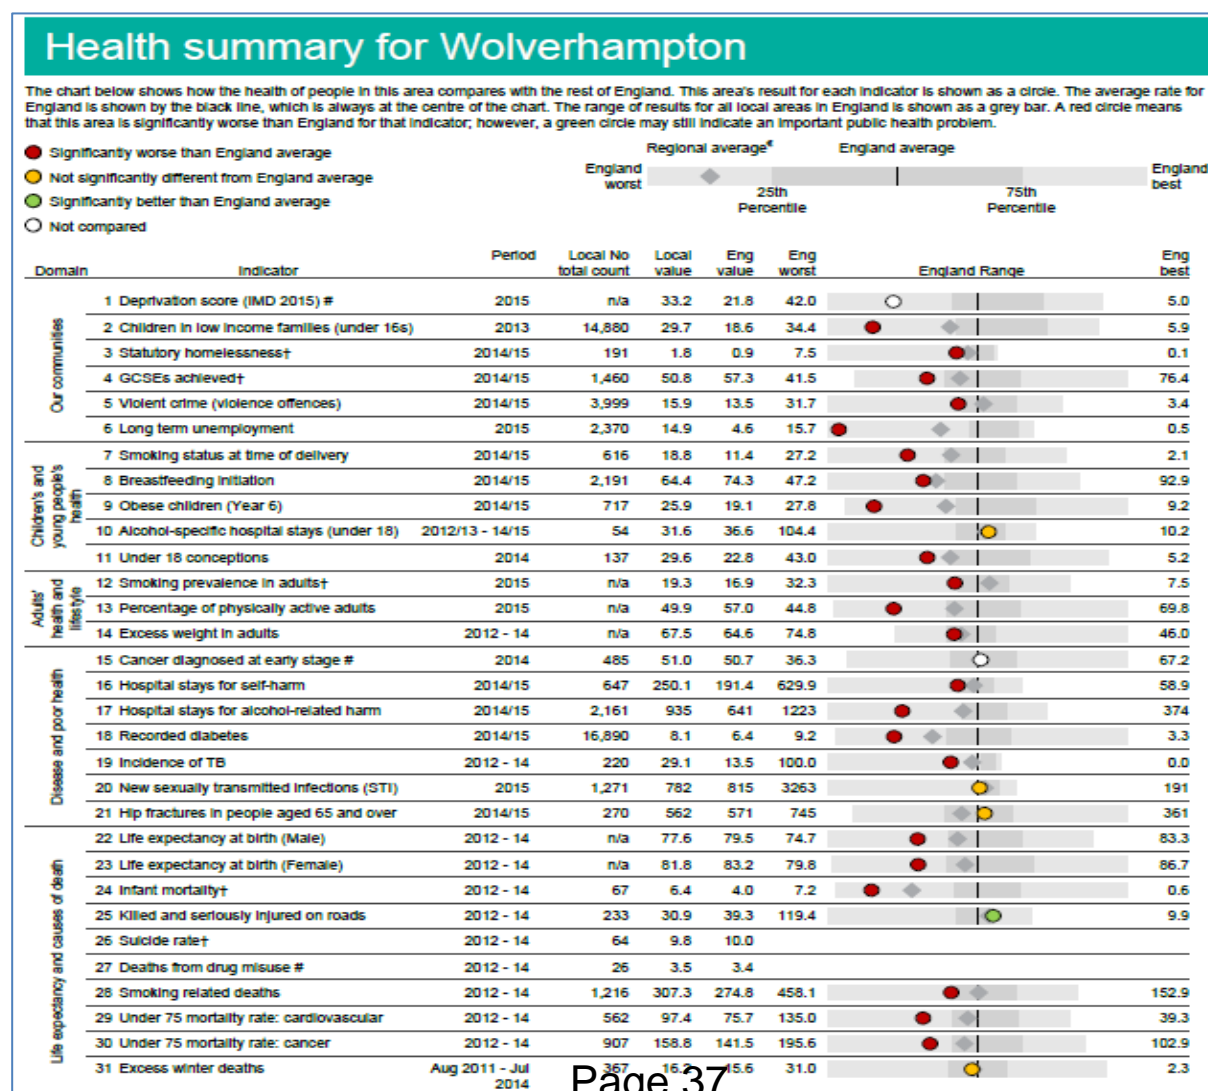 Health summary for Wolverhampton
The chart below shows how the health of people in this area compares with the rest of England. This area's result for each indicator is shown as a circle. The average rate for
England is shown by the black line, which is always at the centre of the chart. The range of results for all local areas in England is shown as a grey bar. A red circle means
that this area is significantly worse than England for that indicator; however, a green circle may still indicate an important public health problem.
Significantly worse than England average
Not significantly different from England average
Significantly better than England average
Not compared
Regional average€ England average
England worst
England best
25th Percentile
75th Percentile
Domain Indicator Period Local No total count Local value Eng value Eng worst England Range Eng best
Our communities
1 Deprivation score (IMD 2015) # 2015 n/a 33.2 21.8 42.0 5.0
2 Children in low income families (under 16s) 2013 14,880 29.7 18.6 34.4 5.9
3 Statutory homelessness† 2014/15 191 1.8 0.9 7.5 0.1
4 GCSEs achieved† 2014/15 1,460 50.8 57.3 41.5 76.4
5 Violent crime (violence offences) 2014/15 3,999 15.9 13.5 31.7 3.4
6 Long term unemployment 2015 2,370 14.9 4.6 15.7 0.5
Children's and young people's health
7 Smoking status at time of delivery 2014/15 616 18.8 11.4 27.2 2.1
8 Breastfeeding initiation 2014/15 2,191 64.4 74.3 47.2 92.9
9 Obese children (Year 6) 2014/15 717 25.9 19.1 27.8 9.2
10 Alcohol-specific hospital stays (under 18) 2012/13 - 14/15 54 31.6 36.6 104.4 10.2
11 Under 18 conceptions 2014 137 29.6 22.8 43.0 5.2
Adults' health and lifestyle
12 Smoking prevalence in adults† 2015 n/a 19.3 16.9 32.3 7.5
13 Percentage of physically active adults 2015 n/a 49.9 57.0 44.8 69.8
14 Excess weight in adults 2012 - 14 n/a 67.5 64.6 74.8 46.0
Disease and poor health
15 Cancer diagnosed at early stage # 2014 485 51.0 50.7 36.3 67.2
16 Hospital stays for self-harm 2014/15 647 250.1 191.4 629.9 58.9
17 Hospital stays for alcohol-related harm 2014/15 2,161 935 641 1223 374
18 Recorded diabetes 2014/15 16,890 8.1 6.4 9.2 3.3
19 Incidence of TB 2012 - 14 220 29.1 13.5 100.0 0.0
20 New sexually transmitted infections (STI) 2015 1,271 782 815 3263 191
21 Hip fractures in people aged 65 and over 2014/15 270 562 571 745 361
Life expectancy and causes of death
22 Life expectancy at birth (Male) 2012 - 14 n/a 77.6 79.5 74.7 83.3
23 Life expectancy at birth (Female) 2012 - 14 n/a 81.8 83.2 79.8 86.7
24 Infant mortality† 2012 - 14 67 6.4 4.0 7.2 0.6
25 Killed and seriously injured on roads 2012 - 14 233 30.9 39.3 119.4 9.9
26 Suicide rate† 2012 - 14 64 9.8 10.0
27 Deaths from drug misuse # 2012 - 14 26 3.5 3.4
28 Smoking related deaths 2012 - 14 1,216 307.3 274.8 458.1 152.9
29 Under 75 mortality rate: cardiovascular 2012 - 14 562 97.4 75.7 135.0 39.3
30 Under 75 mortality rate: cancer 2012 - 14 907 158.8 141.5 195.6 102.9
31 Excess winter deaths Aug 2011 - Jul 2014 367 16.2 15.6 31.0 2.3
Page 37